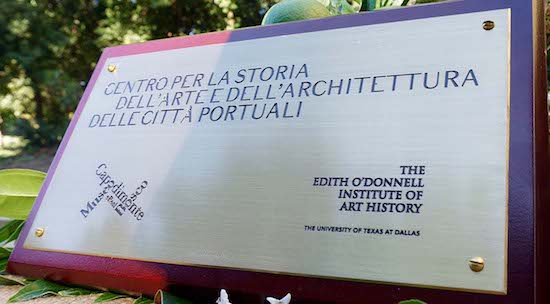 CENTRO PER LA STORIA
DELL'ARTE E DELL'ARCHITETTURA
DELLE CITTÀ PORTUALI
Capodimonte
THE
EDITH O'DONNELL
INSTITUTE OF
ART HISTORY
THE UNIVERSITY OF TEXAS AT DALLAS